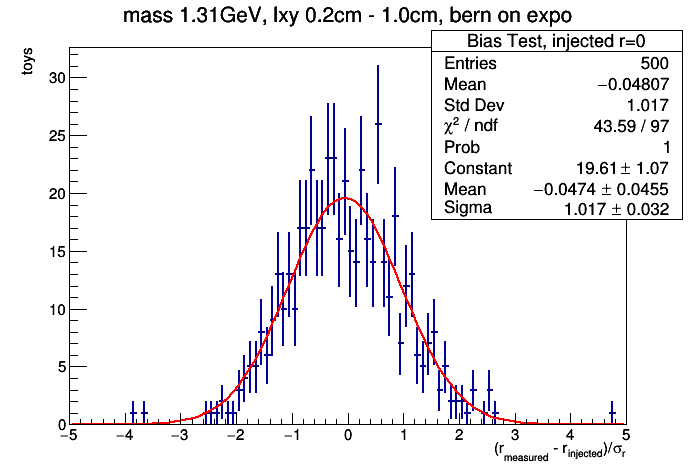 mass 1.31GeV, lxy 0.2cm - 1.0cm, bern on expo
Bias Test, injected r=0
Entries 500
Mean −0.04807
Std Dev 1.017
χ² / ndf 43.59 / 97
Prob 1
Constant 19.61 ± 1.07
Mean −0.0474 ± 0.0455
Sigma 1.017 ± 0.032
toys
30
25
20
15
10
5
0
−5 −4 −3 −2 −1 0 1 2 3 4 5
(r_measured - r_injected)/σ_r